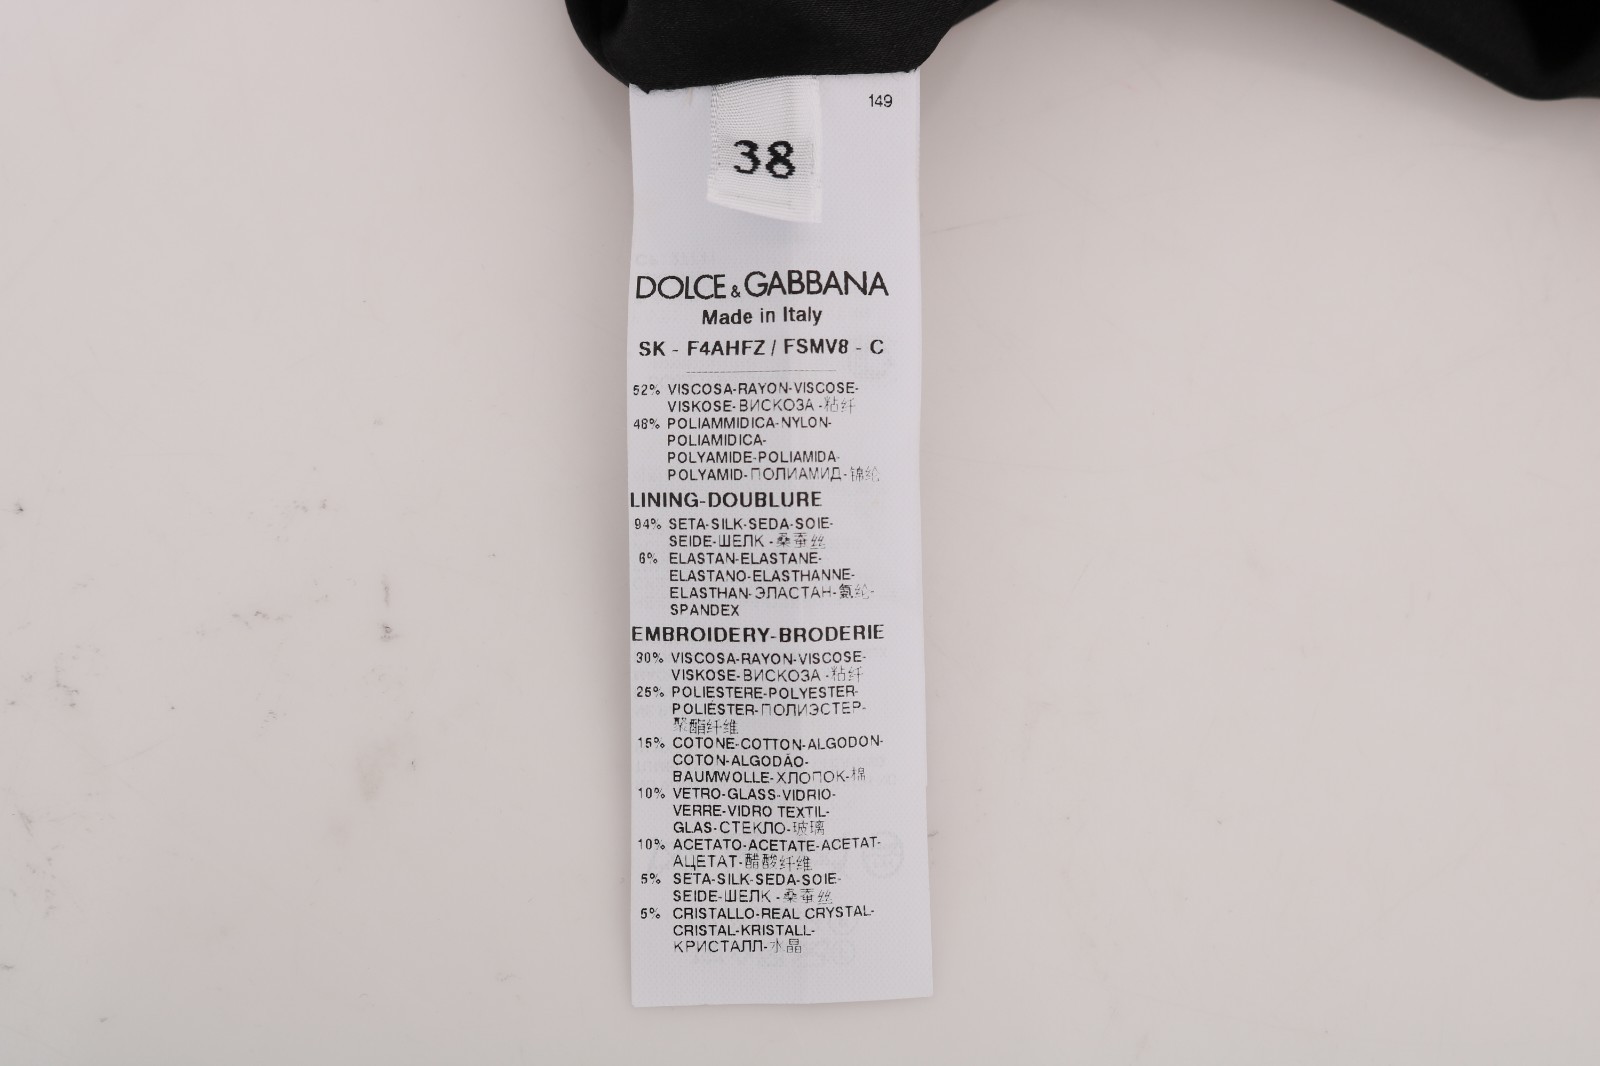 149
38
DOLCE & GABBANA
Made in Italy
SK - F4AHFZ / FSMV8 - C
52% VISCOSA-RAYON-VISCOSE-
VISKOSE-ВИСКОЗА -粘纤
48% POLIAMMIDICA-NYLON-
POLIAMIDICA-
POLYAMIDE-POLIAMIDA-
POLYAMID-ПОЛИАМИД-锦纶
LINING-DOUBLURE
94% SETA-SILK-SEDA-SOIE-
SEIDE-ШЕЛК -桑蚕丝
6% ELASTAN-ELASTANE-
ELASTANO-ELASTHANNE-
ELASTHAN-ЭЛАСТАН-氨纶-
SPANDEX
EMBROIDERY-BRODERIE
30% VISCOSA-RAYON-VISCOSE-
VISKOSE-ВИСКОЗА -粘纤
25% POLIESTERE-POLYESTER-
POLIÉSTER-ПОЛИЭСТЕР-
聚酯纤维
15% COTONE-COTTON-ALGODON-
COTON-ALGODÃO-
BAUMWOLLE-ХЛОПОК-棉
10% VETRO-GLASS-VIDRIO-
VERRE-VIDRO TEXTIL-
GLAS-СТЕКЛО-玻璃
10% ACETATO-ACETATE-ACETAT-
АЦЕТАТ-醋酸纤维
5% SETA-SILK-SEDA-SOIE-
SEIDE-ШЕЛК -桑蚕丝
5% CRISTALLO-REAL CRYSTAL-
CRISTAL-KRISTALL-
КРИСТАЛЛ-水晶